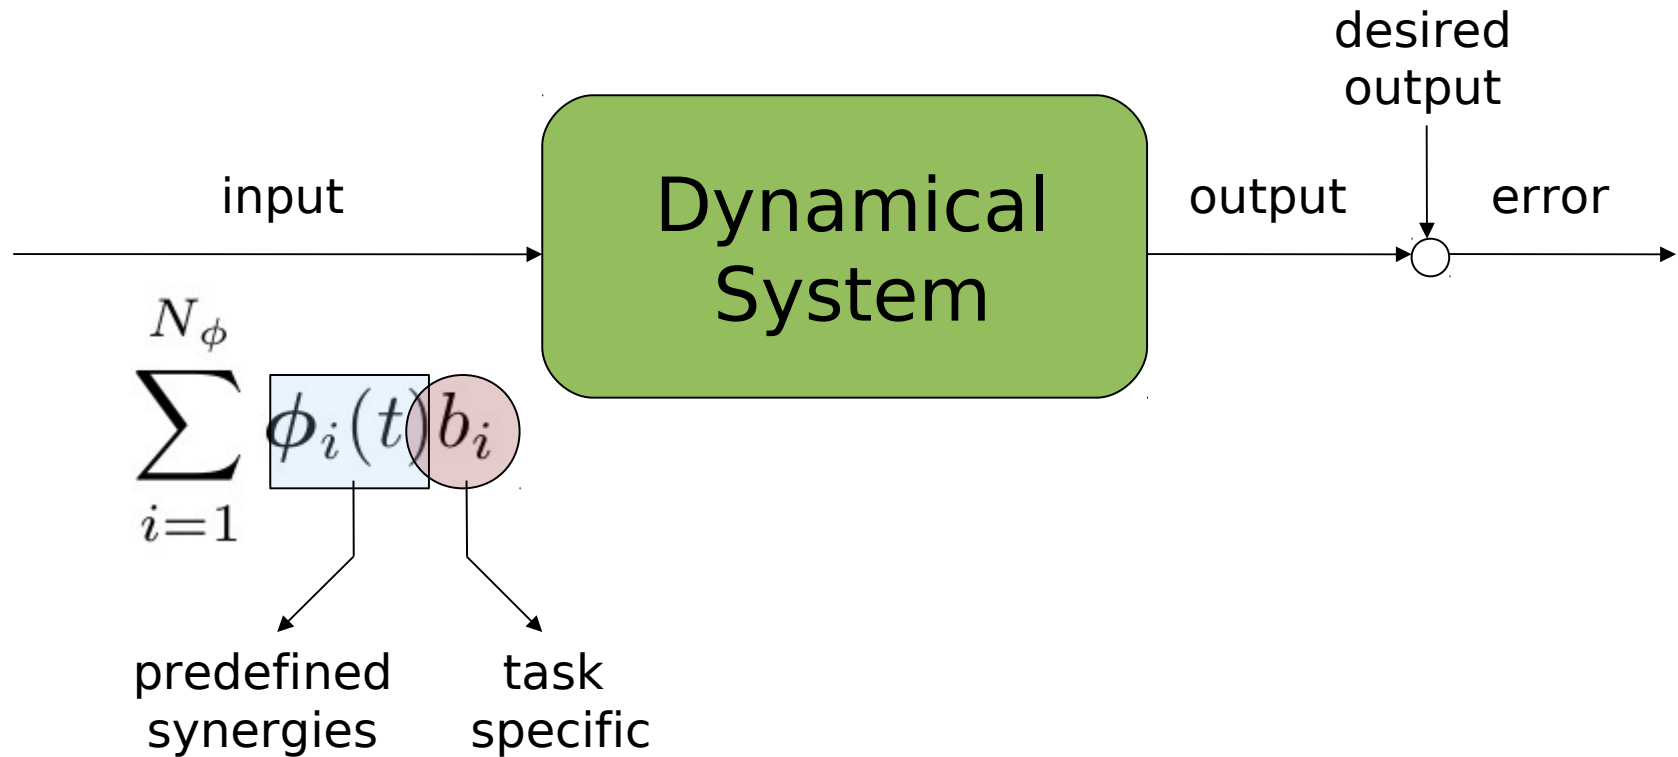 desired
output
input
Dynamical
System
output
error
N_ϕ
∑ ϕ_i(t) b_i
i=1
predefined
synergies
task
specific